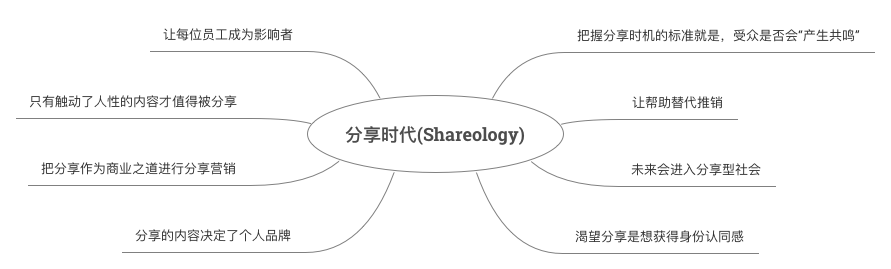 让每位员工成为影响者
把握分享时机的标准就是，受众是否会“产生共鸣”
只有触动了人性的内容才值得被分享
让帮助替代推销
分享时代(Shareology)
把分享作为商业之道进行分享营销
未来会进入分享型社会
分享的内容决定了个人品牌
渴望分享是想获得身份认同感